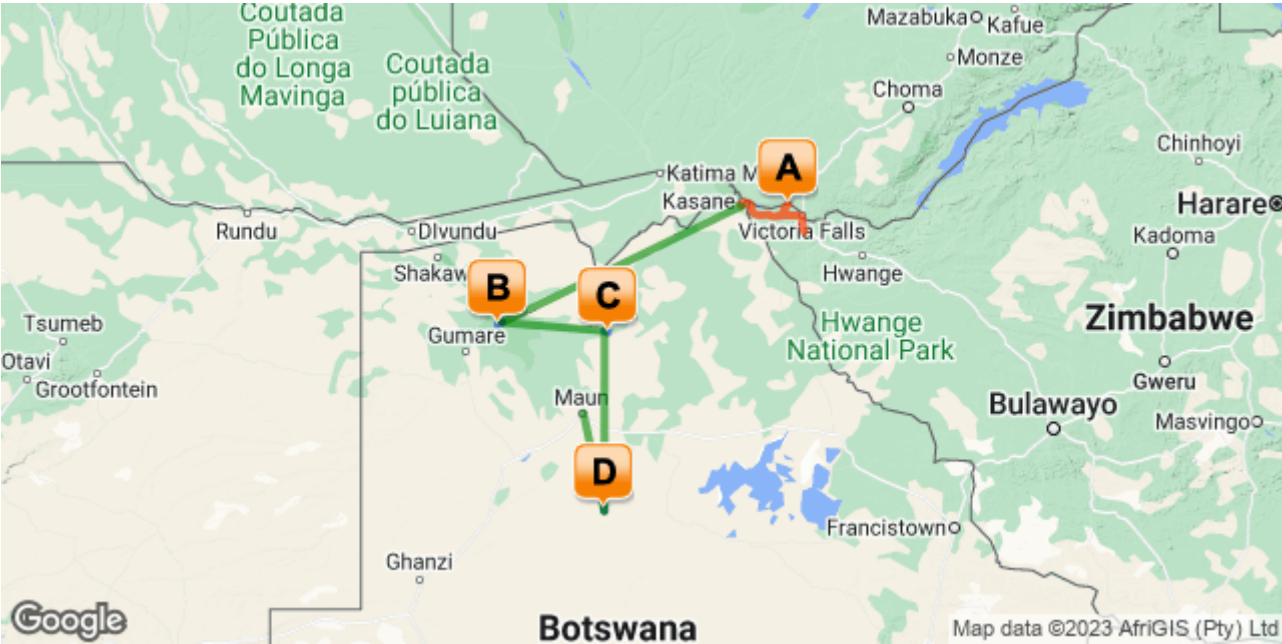 Coutada
Pública
do Longa
Mavinga
Coutada
pública
do Luiana
Mazabuka
Kafue
Monze
Choma
Chinhoyi
Katima M
A
Kasane
Harare
Rundu
DIvundu
Victoria Falls
Kadoma
Shakaw
Hwange
B
C
Tsumeb
Gumare
Hwange
National Park
Zimbabwe
Otavi
Grootfontein
Gweru
Maun
Bulawayo
Masvingo
D
Francistown
Ghanzi
Google
Botswana
Map data ©2023 AfriGIS (Pty) Ltd